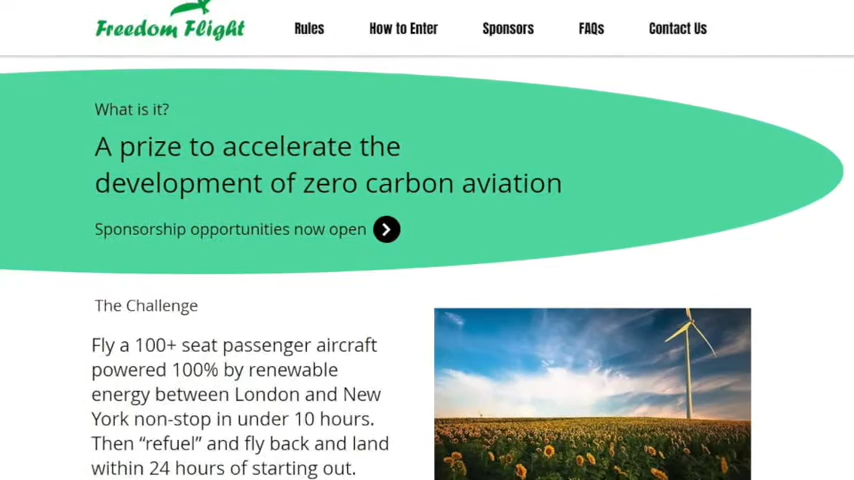 Freedom Flight
Rules
How to Enter
Sponsors
FAQs
Contact Us
What is it?
A prize to accelerate the
development of zero carbon aviation
Sponsorship opportunities now open
The Challenge
Fly a 100+ seat passenger aircraft
powered 100% by renewable
energy between London and New
York non-stop in under 10 hours.
Then “refuel” and fly back and land
within 24 hours of starting out.